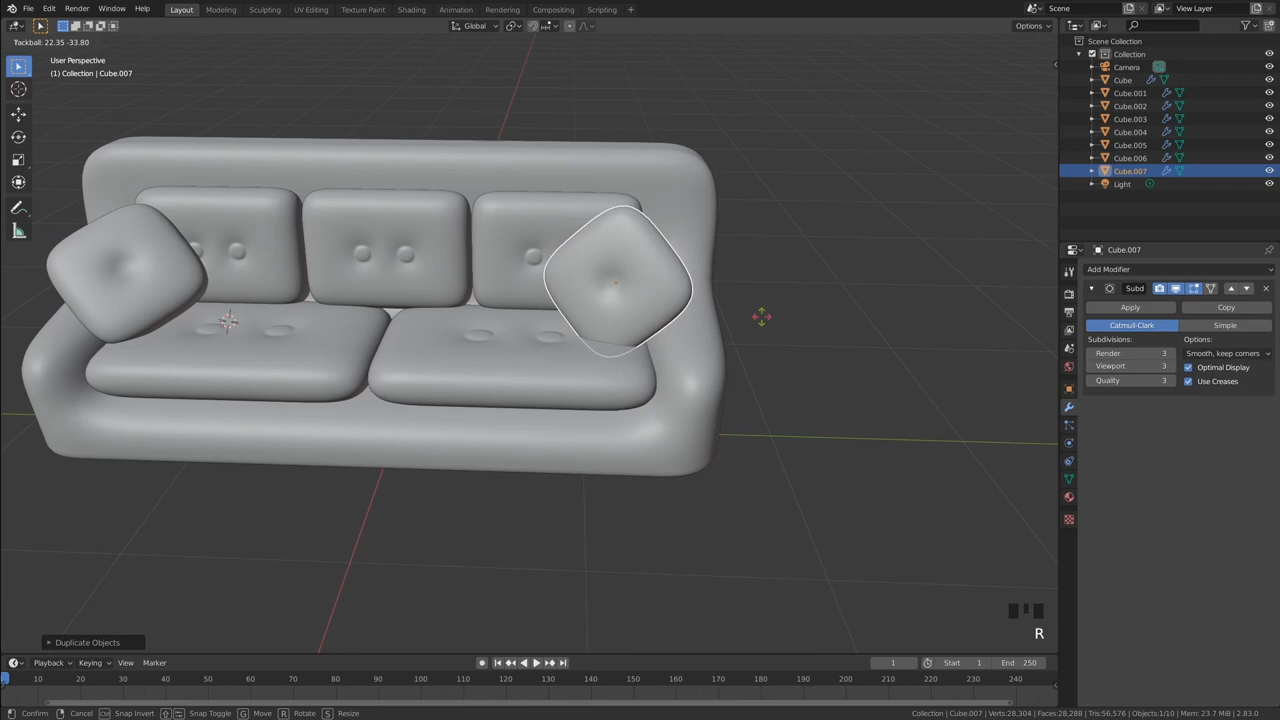 File Edit Render Window Help Layout Modeling Sculpting UV Editing Texture Paint Shading Animation Rendering Compositing Scripting + Scene View Layer
Global Options
Tackball: 22.35 -33.80
User Perspective
(1) Collection | Cube.007
Scene Collection
Collection
Camera
Cube
Cube.001
Cube.002
Cube.003
Cube.004
Cube.005
Cube.006
Cube.007
Light
Cube.007
Add Modifier
Subd
Apply Copy
Catmull-Clark Simple
Subdivisions: Options:
Render 3 Smooth, keep corners
Viewport 3 Optimal Display
Quality 3 Use Creases
R
Duplicate Objects
Playback Keying View Marker 1 Start 1 End 250
10 20 30 40 50 60 70 80 90 100 110 120 130 140 150 160 170 180 190 200 210 220 230 240
Confirm Cancel Ctrl Snap Invert Snap Toggle G Move R Rotate S Resize Collection | Cube.007 | Verts:28,304 | Faces:28,288 | Tris:56,576 | Objects:1/10 | Mem: 23.7 MiB | 2.83.0